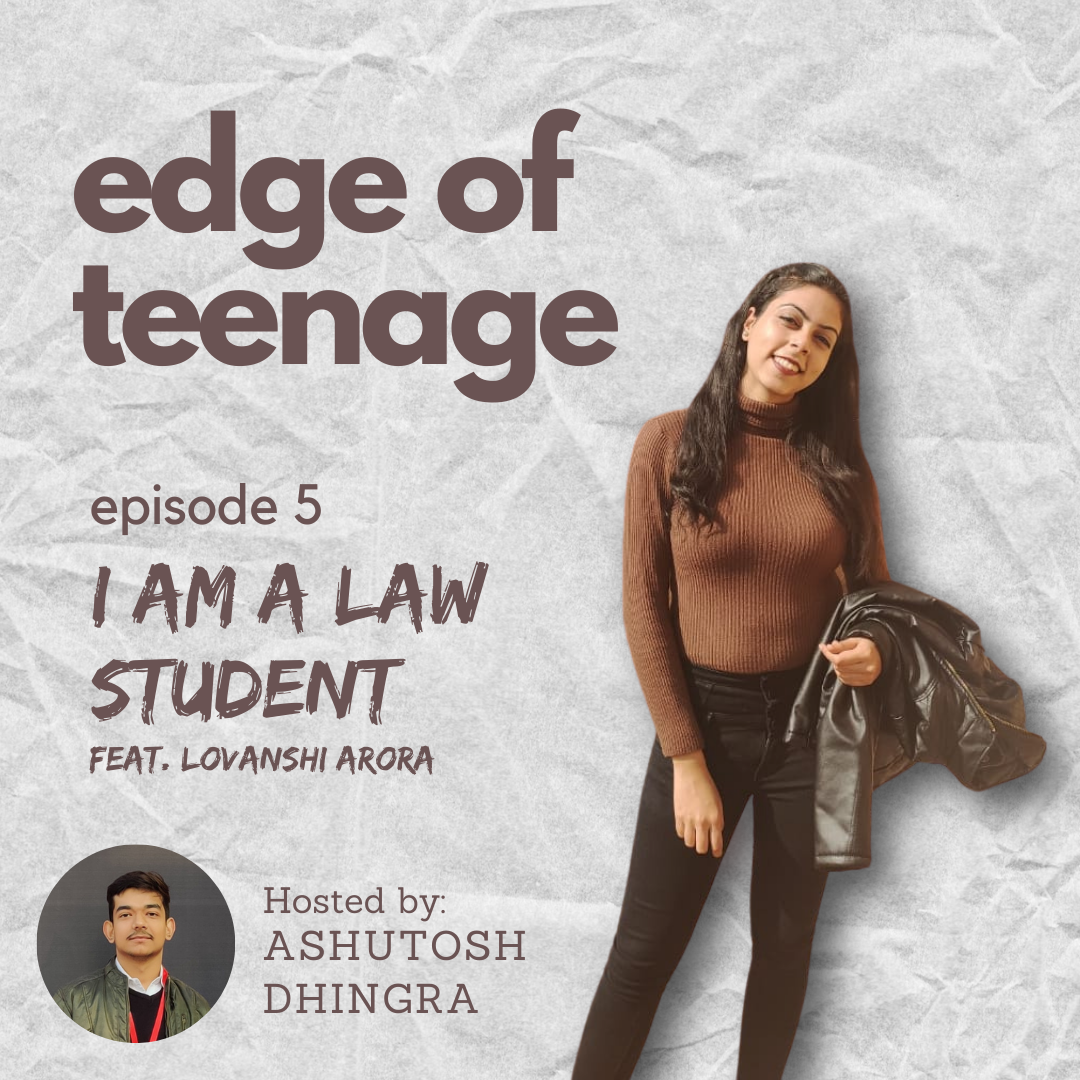 edge of
teenage
episode 5
I AM A LAW
STUDENT
FEAT. LOVANSHI ARORA
Hosted by:
ASHUTOSH
DHINGRA